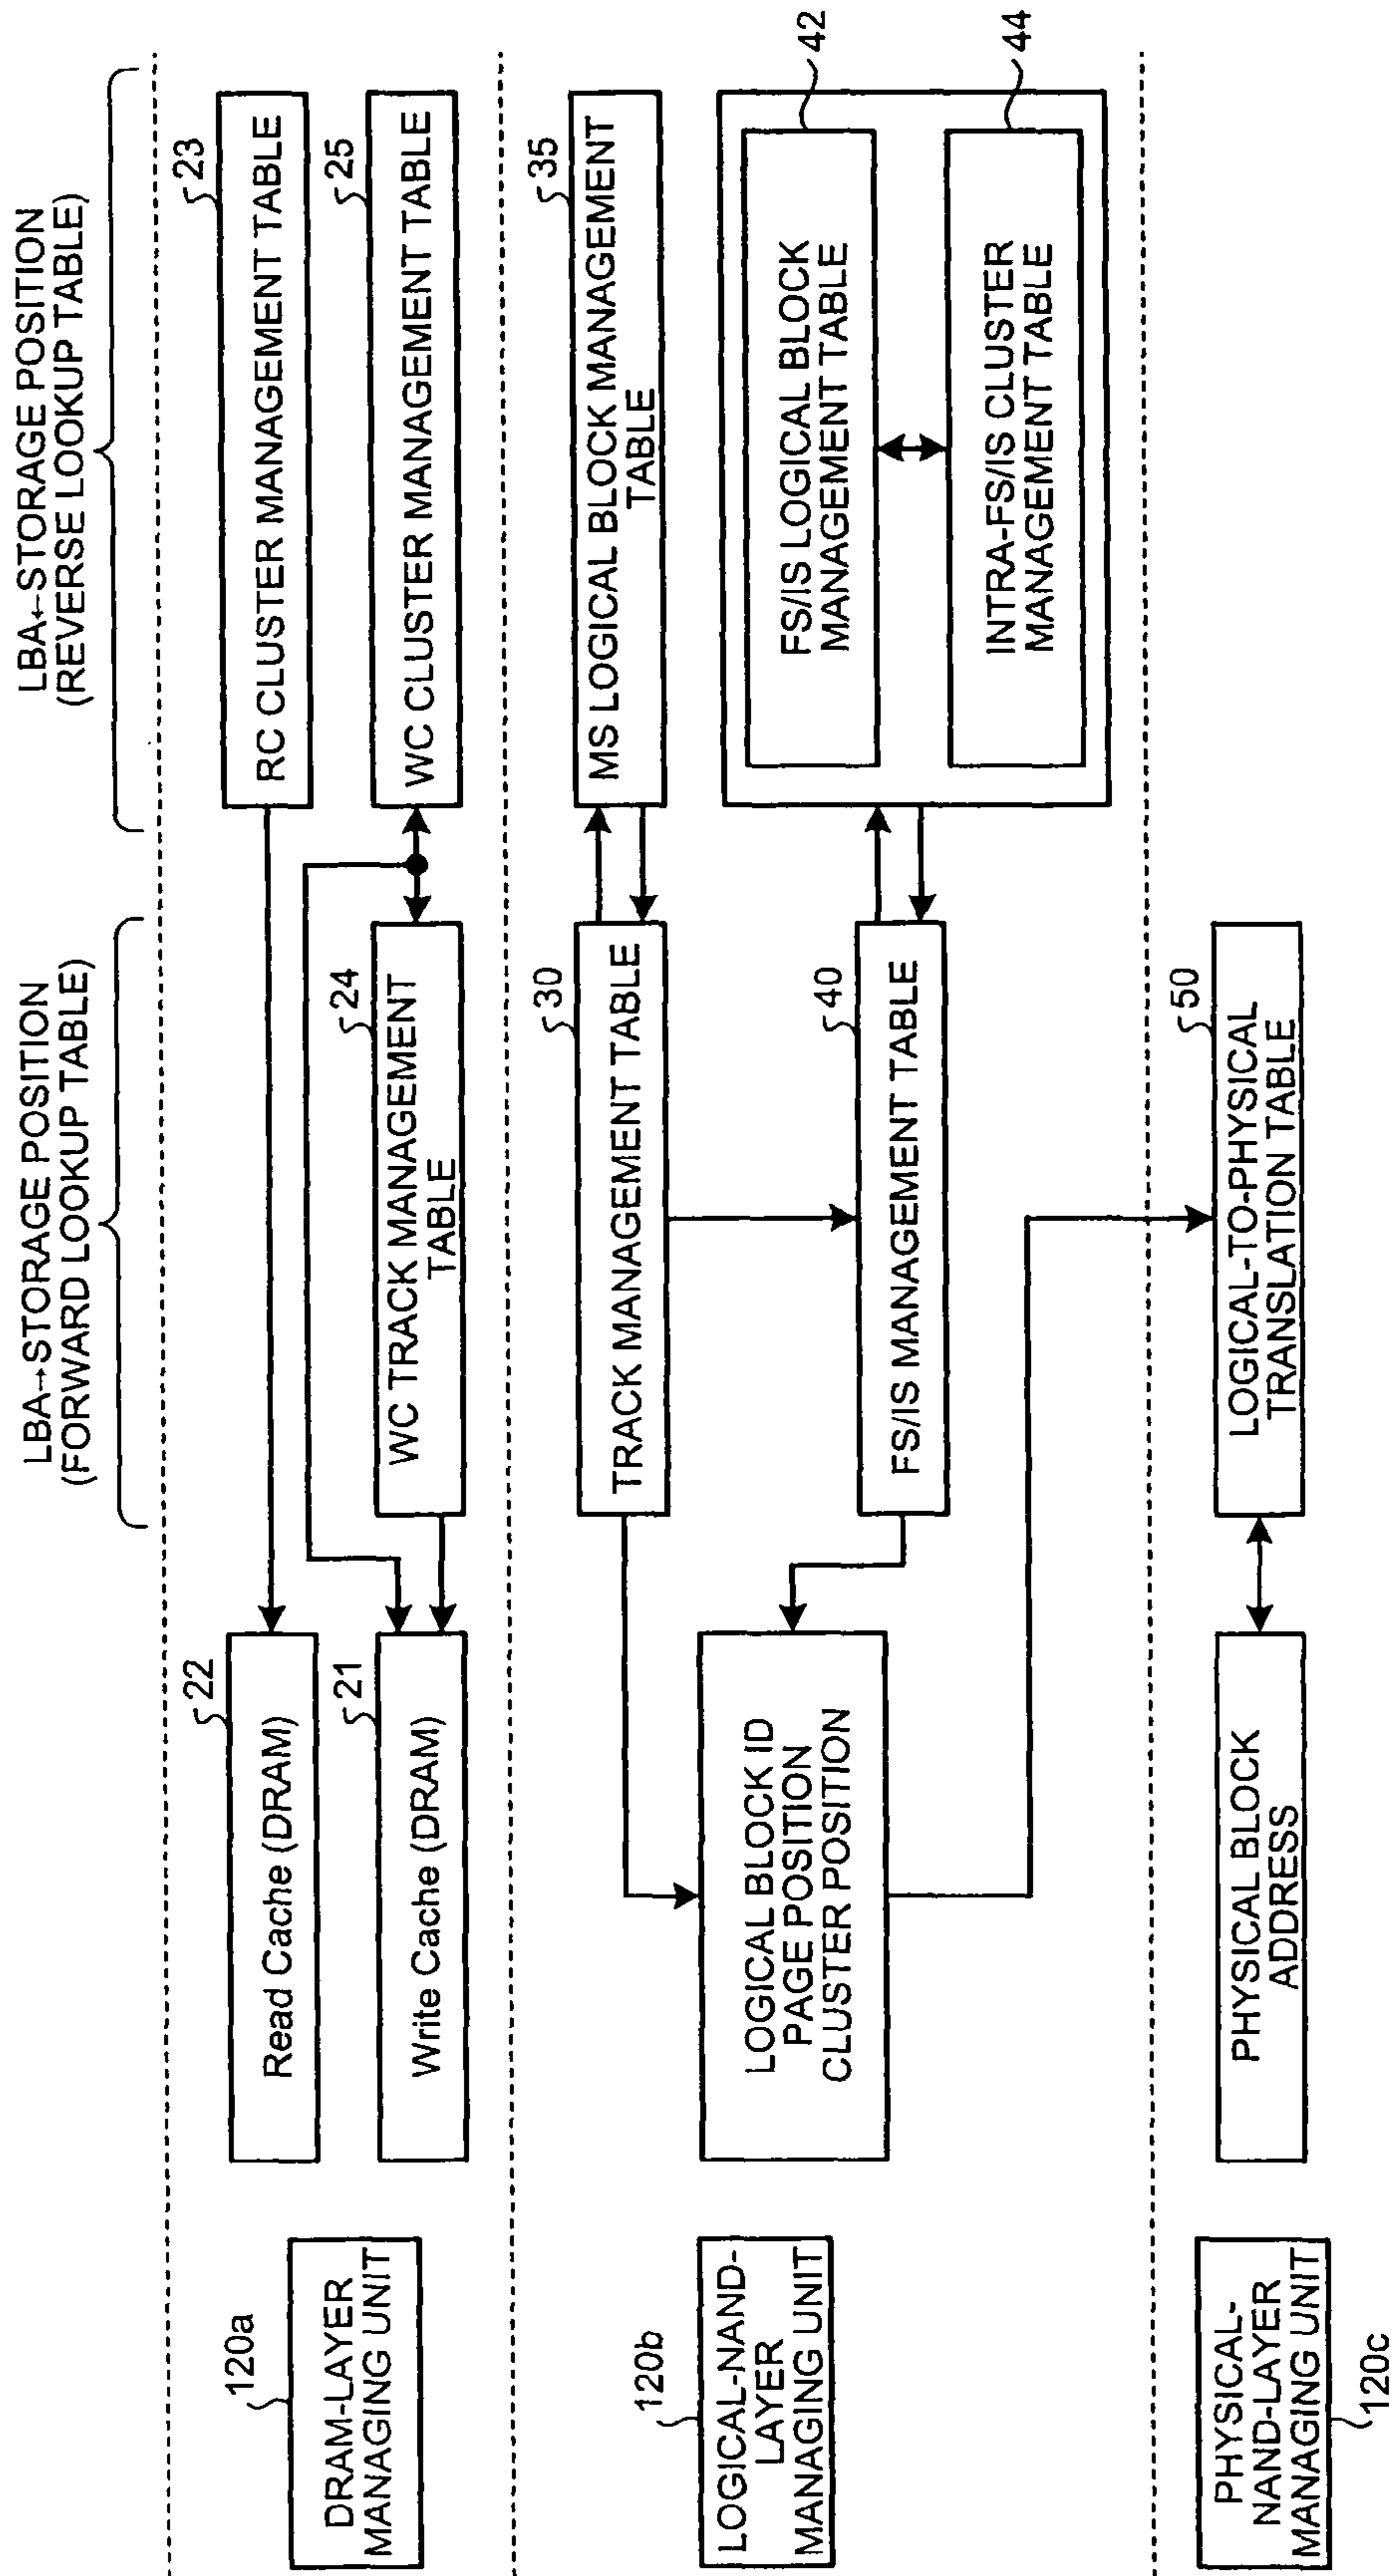 LBA→STORAGE POSITION
(FORWARD LOOKUP TABLE)
LBA←STORAGE POSITION
(REVERSE LOOKUP TABLE)
120a
DRAM-LAYER
MANAGING UNIT
22
Read Cache (DRAM)
23
RC CLUSTER MANAGEMENT TABLE
21
Write Cache (DRAM)
24
WC TRACK MANAGEMENT
TABLE
25
WC CLUSTER MANAGEMENT TABLE
120b
LOGICAL-NAND-
LAYER
MANAGING UNIT
30
TRACK MANAGEMENT TABLE
35
MS LOGICAL BLOCK MANAGEMENT
TABLE
LOGICAL BLOCK ID
PAGE POSITION
CLUSTER POSITION
40
FS/IS MANAGEMENT TABLE
FS/IS LOGICAL BLOCK
MANAGEMENT TABLE
42
INTRA-FS/IS CLUSTER
MANAGEMENT TABLE
44
PHYSICAL-
NAND-LAYER
MANAGING UNIT
120c
PHYSICAL BLOCK
ADDRESS
50
LOGICAL-TO-PHYSICAL
TRANSLATION TABLE